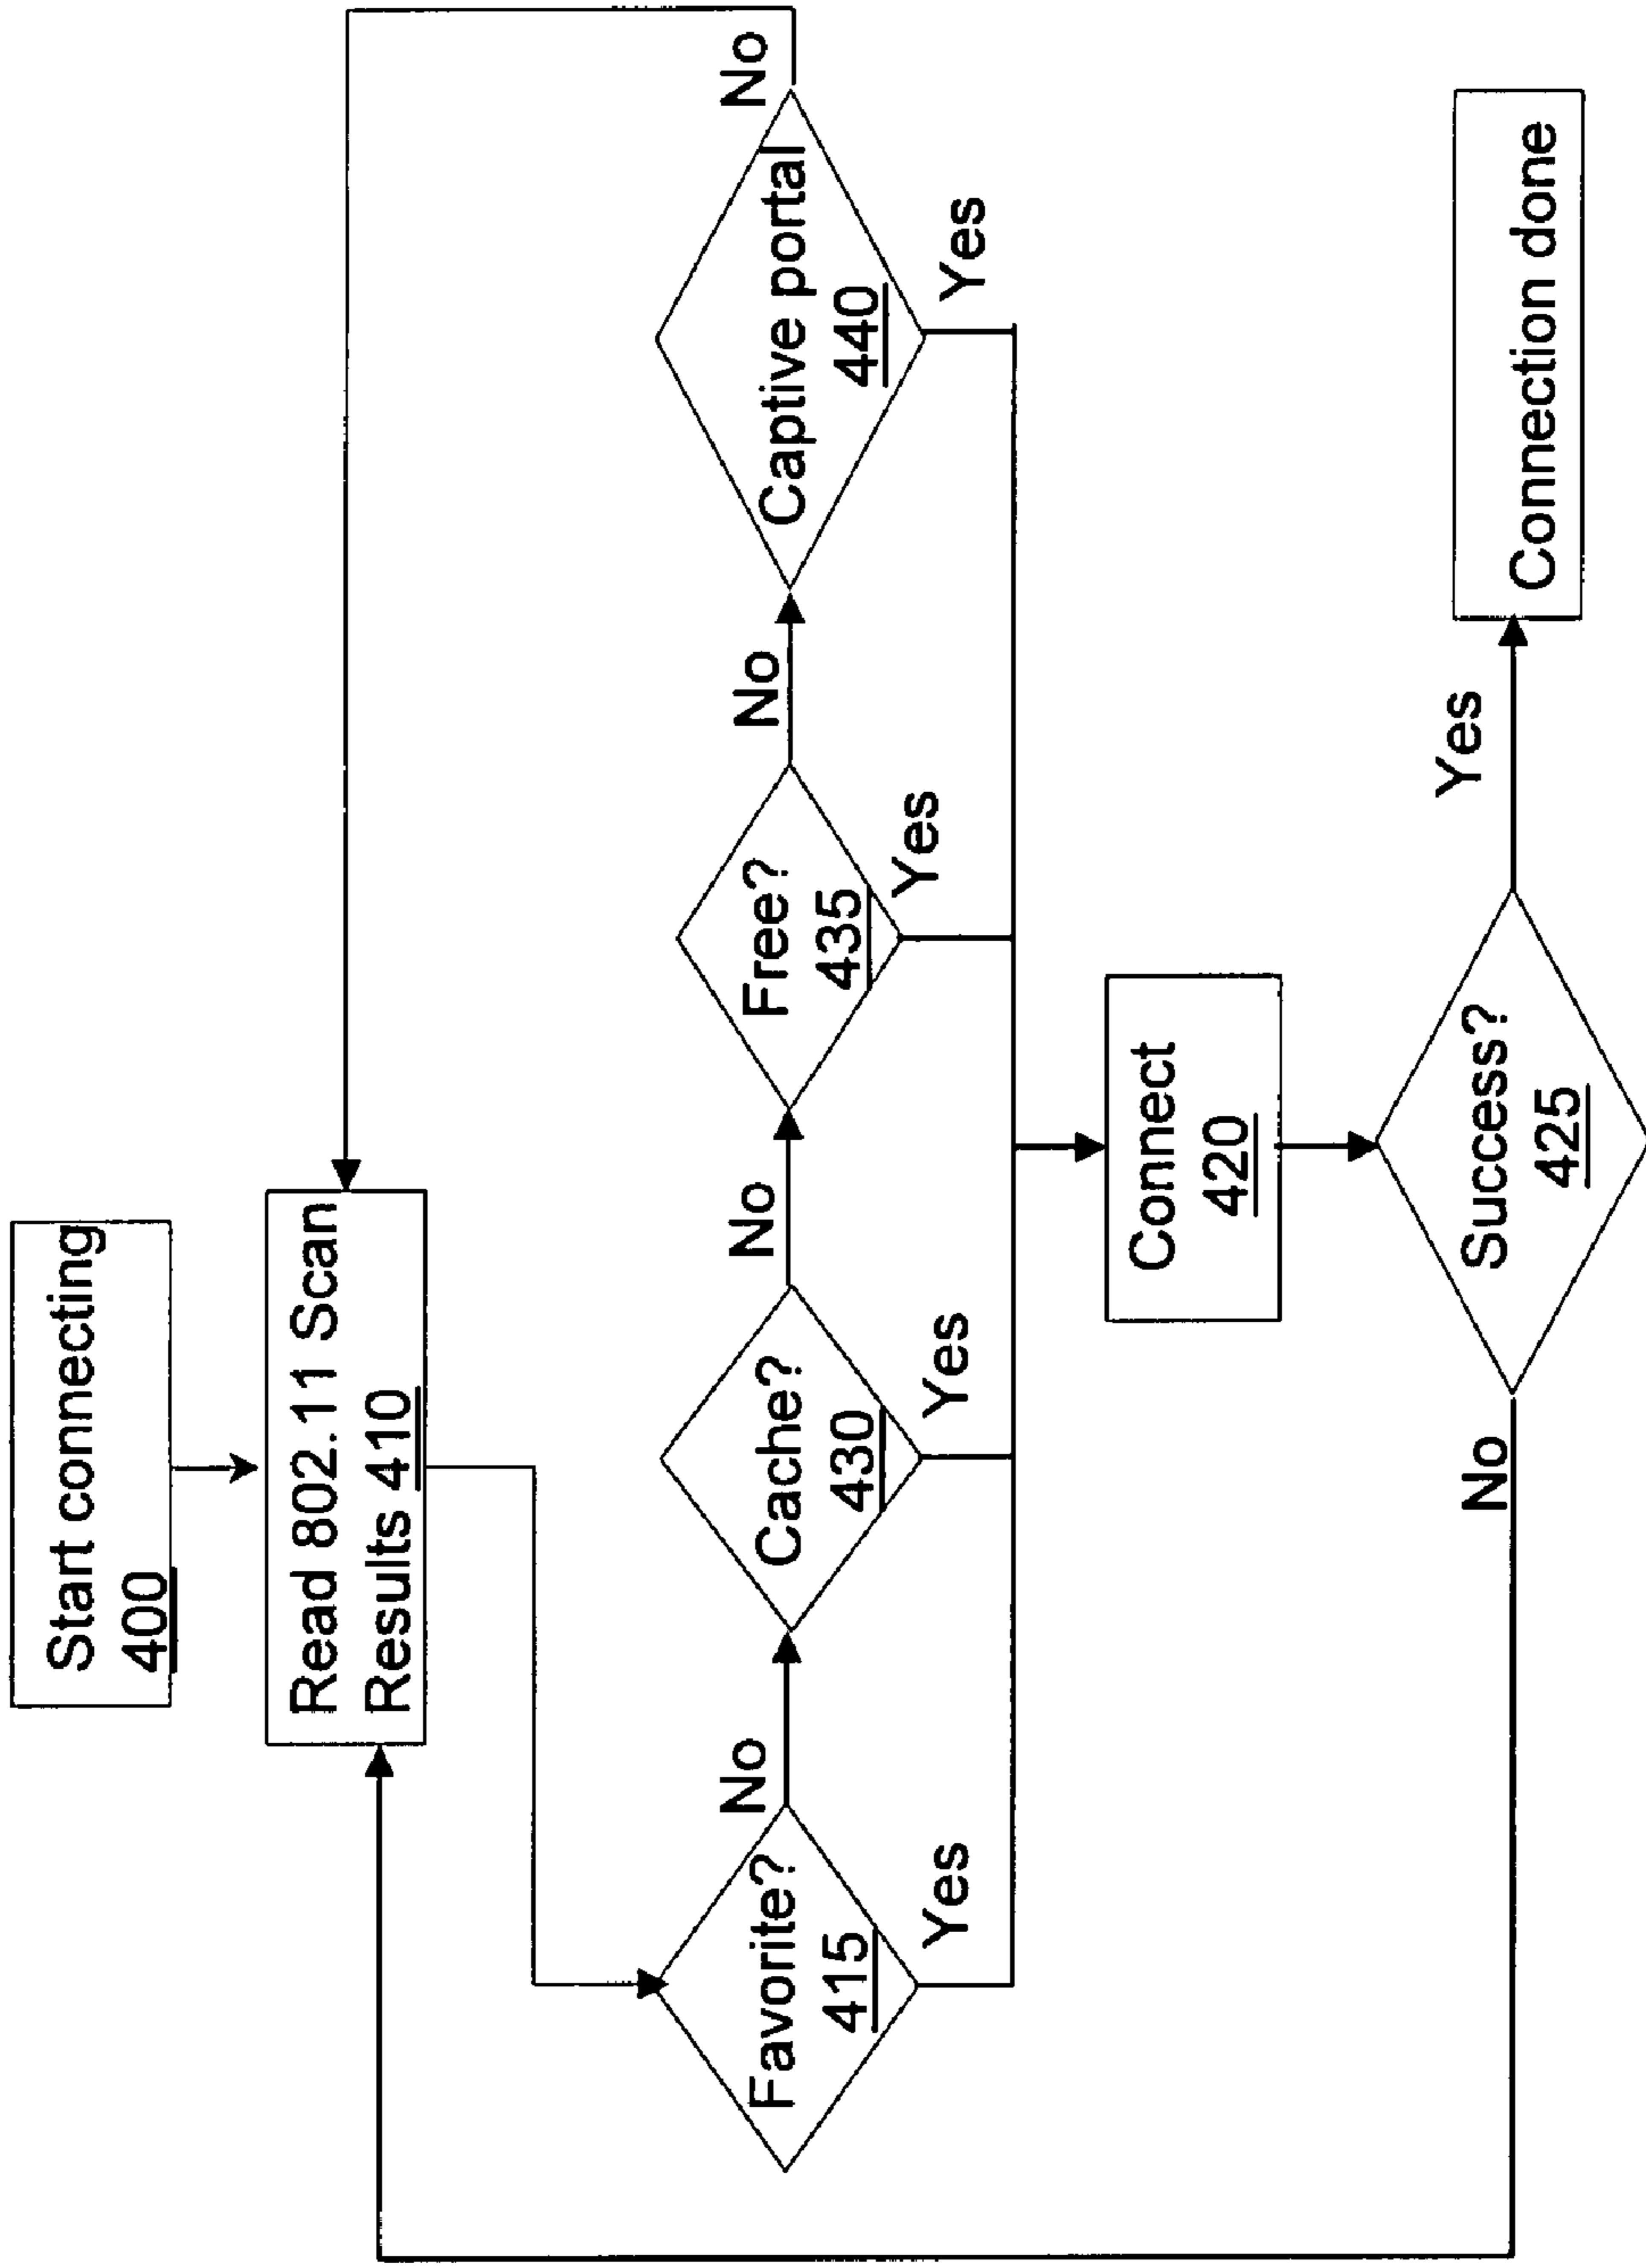 Start connecting
400
Read 802.11 Scan
Results 410
Favorite?
415
No
Yes
Cache?
430
No
Yes
Free?
435
No
Yes
Captive portal
440
No
Yes
Connect
420
Success?
425
No
Yes
Connection done